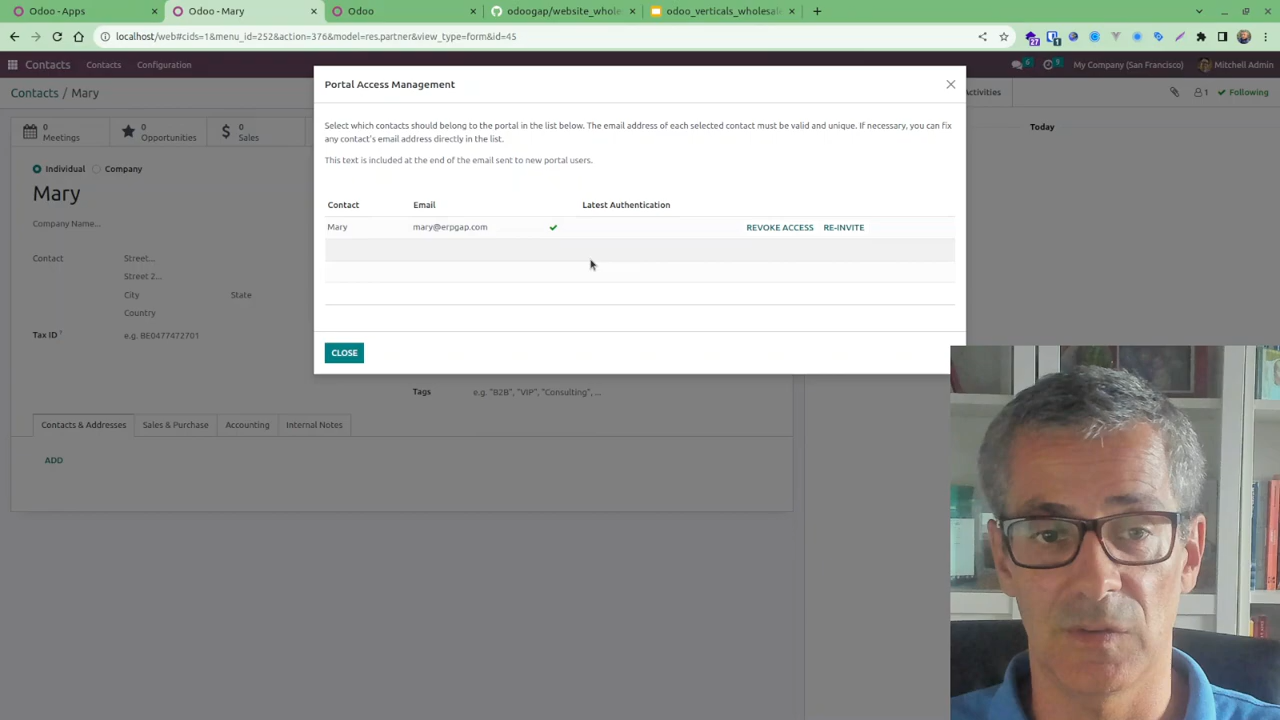 Odoo - Apps
Odoo - Mary
Odoo
odoogap/website_whole
odoo_verticals_wholesale
localhost/web#cids=1&menu_id=252&action=376&model=res.partner&view_type=form&id=45
Contacts
Contacts
Configuration
6
5
My Company (San Francisco)
Mitchell Admin
Contacts / Mary
Activities
1
Following
0
Meetings
0
Opportunities
0
Sales
Today
Portal Access Management
Select which contacts should belong to the portal in the list below. The email address of each selected contact must be valid and unique. If necessary, you can fix
any contact's email address directly in the list.
This text is included at the end of the email sent to new portal users.
Contact Email Latest Authentication
Mary mary@erpgap.com REVOKE ACCESS RE-INVITE
CLOSE
Individual
Company
Mary
Company Name...
Contact
Street...
Street 2...
City State
Country
Tax ID ?
e.g. BE0477472701
Tags
e.g. "B2B", "VIP", "Consulting", ...
Contacts & Addresses
Sales & Purchase
Accounting
Internal Notes
ADD